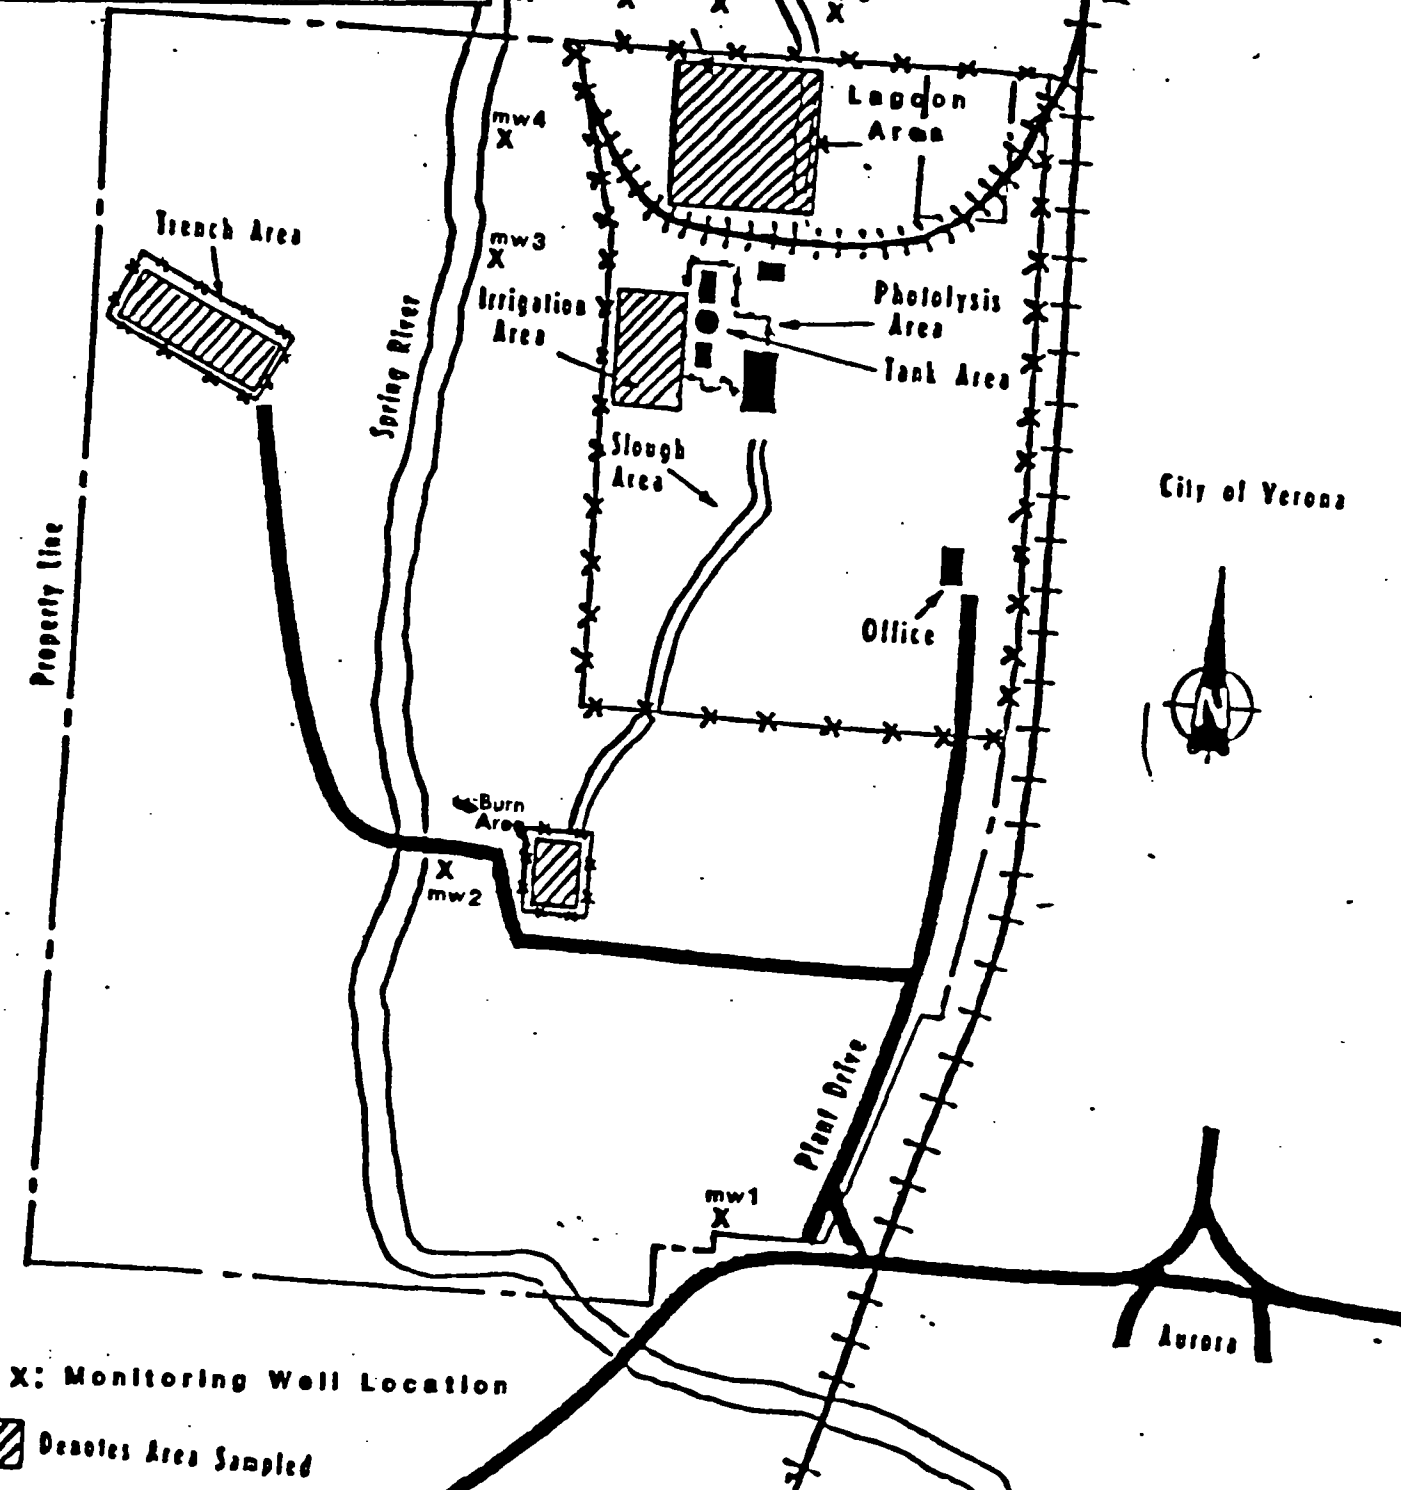 Lagoon
Area
mw4
Trench Area
mw3
Irrigation
Area
Photolysis
Area
Tank Area
Spring River
Slough
Area
City of Verona
Property line
Office
N
Burn
Area
mw2
Plant Drive
mw1
Aurora
X: Monitoring Well Location
Denotes Area Sampled